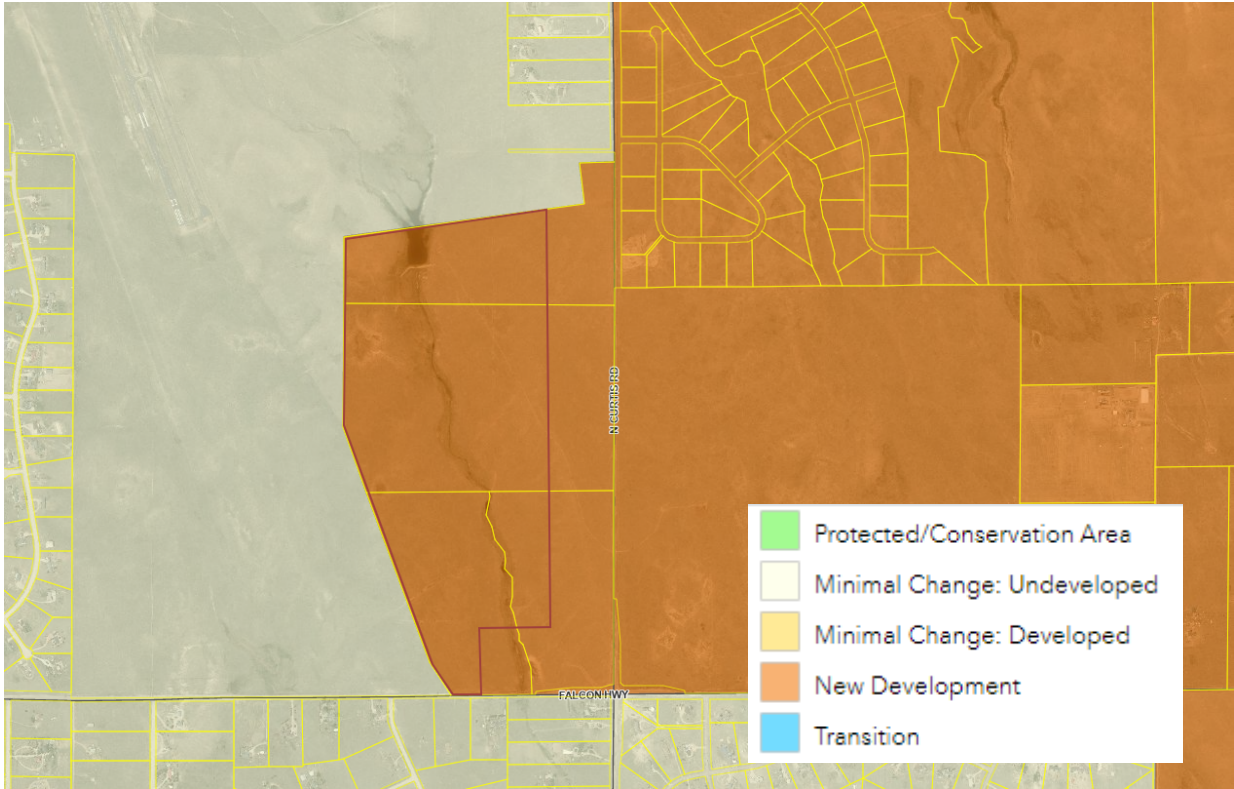 N CURTIS RD
FALCON HWY
Protected/Conservation Area
Minimal Change: Undeveloped
Minimal Change: Developed
New Development
Transition